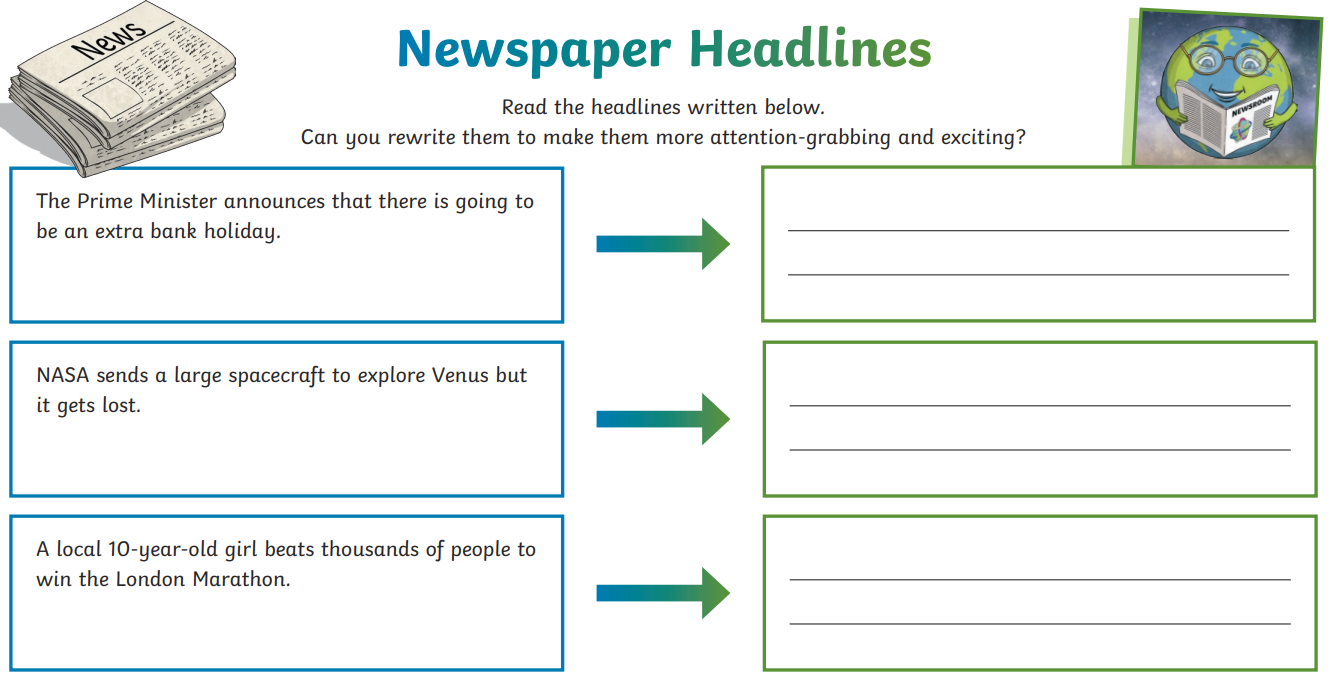 News
Newspaper Headlines
NEWSROOM
Read the headlines written below.
Can you rewrite them to make them more attention-grabbing and exciting?
The Prime Minister announces that there is going to
be an extra bank holiday.
NASA sends a large spacecraft to explore Venus but
it gets lost.
A local 10-year-old girl beats thousands of people to
win the London Marathon.